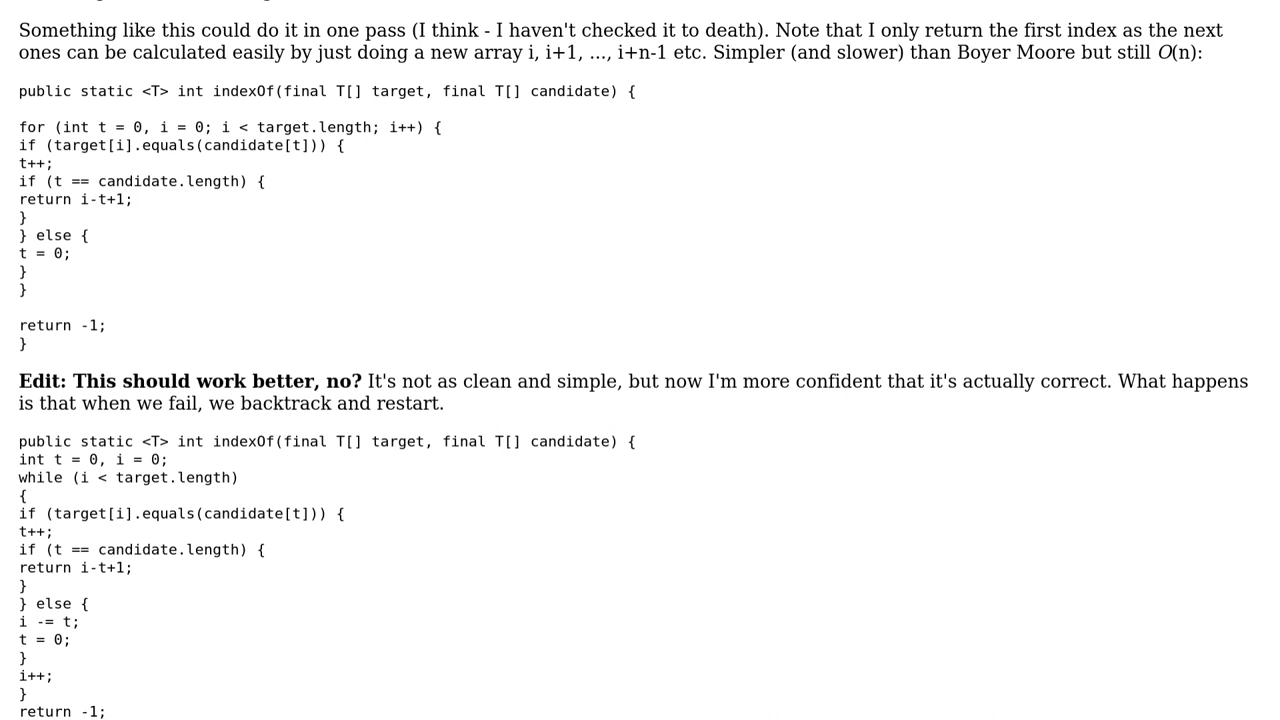 Something like this could do it in one pass (I think - I haven't checked it to death). Note that I only return the first index as the next
ones can be calculated easily by just doing a new array i, i+1, ..., i+n-1 etc. Simpler (and slower) than Boyer Moore but still O(n):
public static <T> int indexOf(final T[] target, final T[] candidate) {
for (int t = 0, i = 0; i < target.length; i++) {
if (target[i].equals(candidate[t])) {
t++;
if (t == candidate.length) {
return i-t+1;
}
} else {
t = 0;
}
}
return -1;
}
Edit: This should work better, no? It's not as clean and simple, but now I'm more confident that it's actually correct. What happens
is that when we fail, we backtrack and restart.
public static <T> int indexOf(final T[] target, final T[] candidate) {
int t = 0, i = 0;
while (i < target.length)
{
if (target[i].equals(candidate[t])) {
t++;
if (t == candidate.length) {
return i-t+1;
}
} else {
i -= t;
t = 0;
}
i++;
}
return -1;